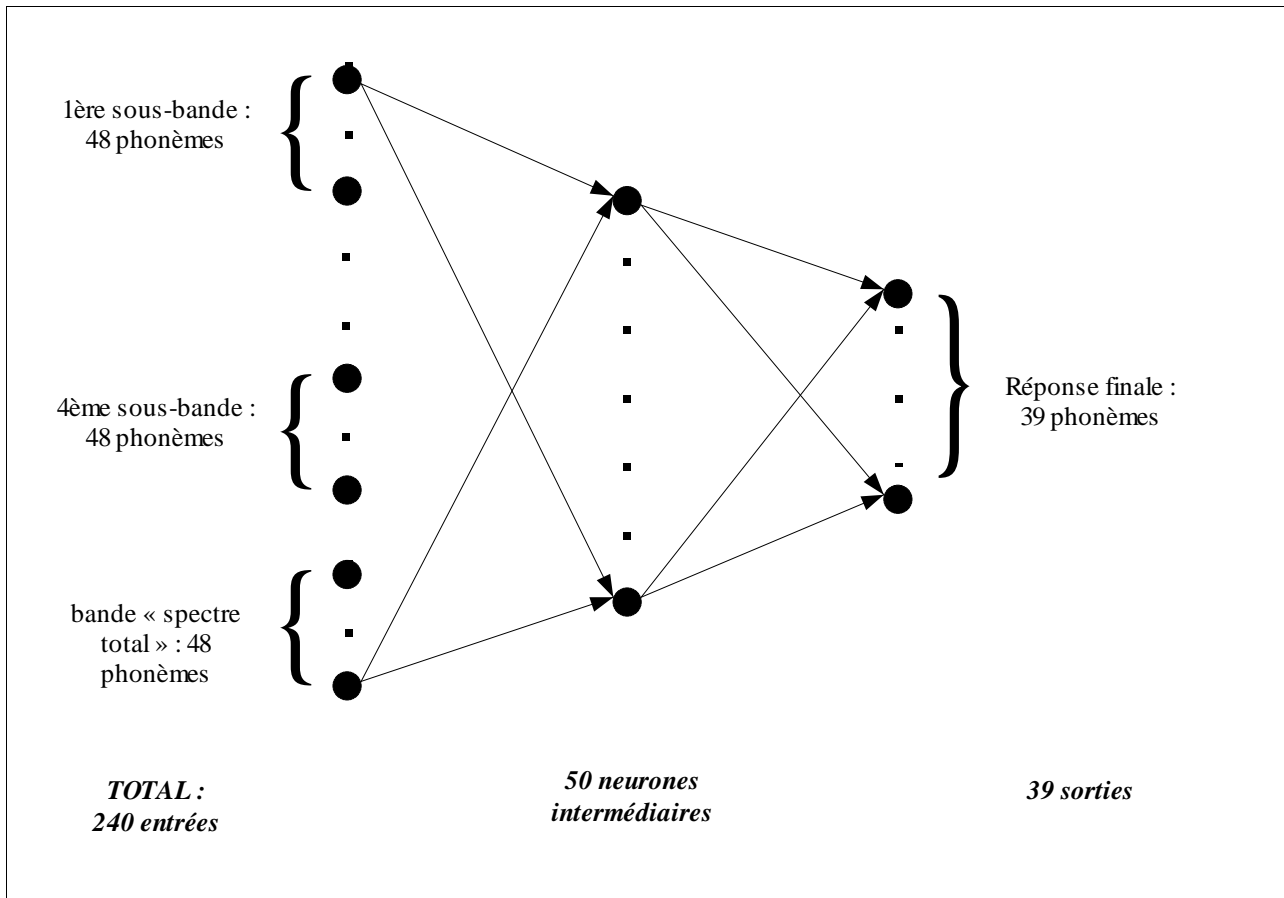 1ère sous-bande :
48 phonèmes
4ème sous-bande :
48 phonèmes
bande « spectre
total » : 48
phonèmes
Réponse finale :
39 phonèmes
TOTAL :
240 entrées
50 neurones
intermédiaires
39 sorties